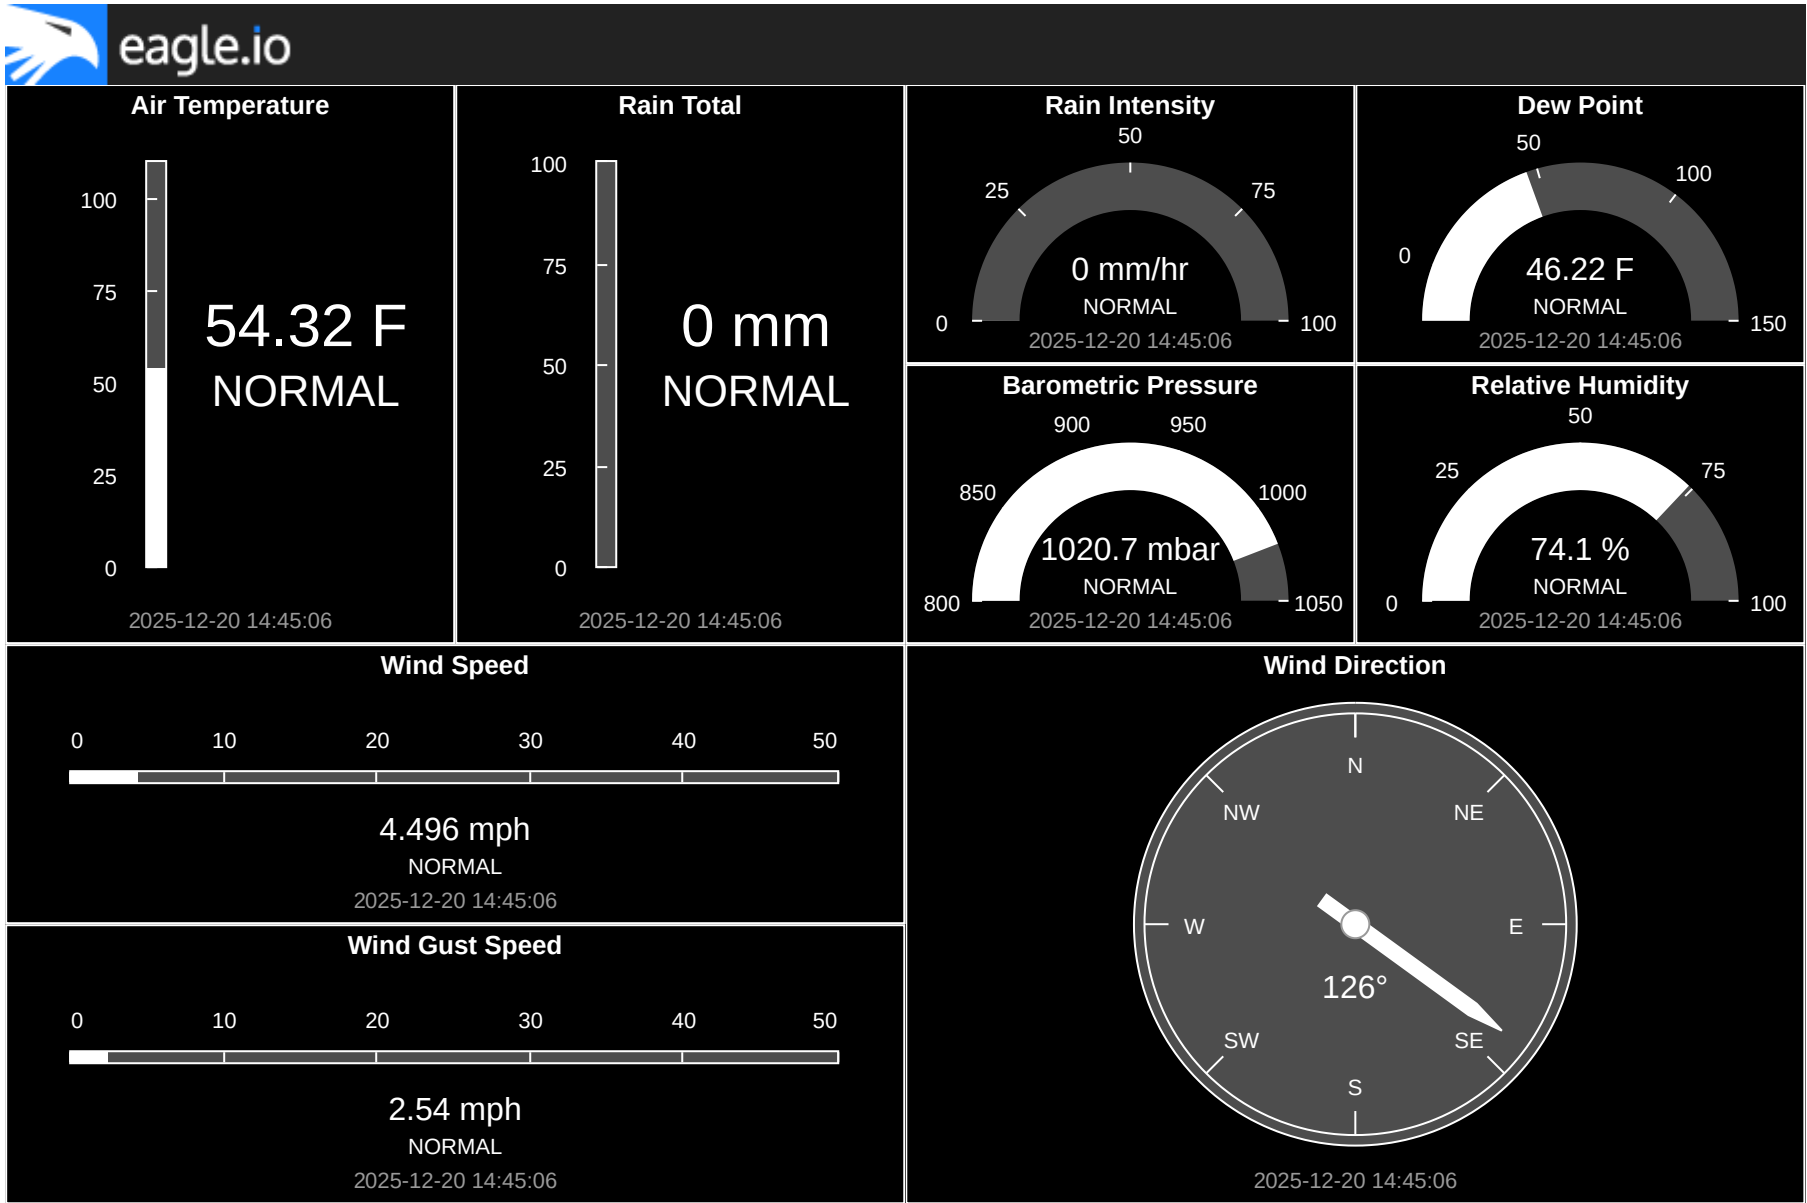 eagle.io
Air Temperature
100
75
50
25
0
54.32 F
NORMAL
2025-12-20 14:45:06
Rain Total
100
75
50
25
0
0 mm
NORMAL
2025-12-20 14:45:06
Rain Intensity
50
25
75
0
100
0 mm/hr
NORMAL
2025-12-20 14:45:06
Dew Point
50
100
0
150
46.22 F
NORMAL
2025-12-20 14:45:06
Barometric Pressure
900
950
850
1000
800
1050
1020.7 mbar
NORMAL
2025-12-20 14:45:06
Relative Humidity
50
25
75
0
100
74.1 %
NORMAL
2025-12-20 14:45:06
Wind Speed
0 10 20 30 40 50
4.496 mph
NORMAL
2025-12-20 14:45:06
Wind Gust Speed
0 10 20 30 40 50
2.54 mph
NORMAL
2025-12-20 14:45:06
Wind Direction
N
NW NE
W E
126°
SW SE
S
2025-12-20 14:45:06